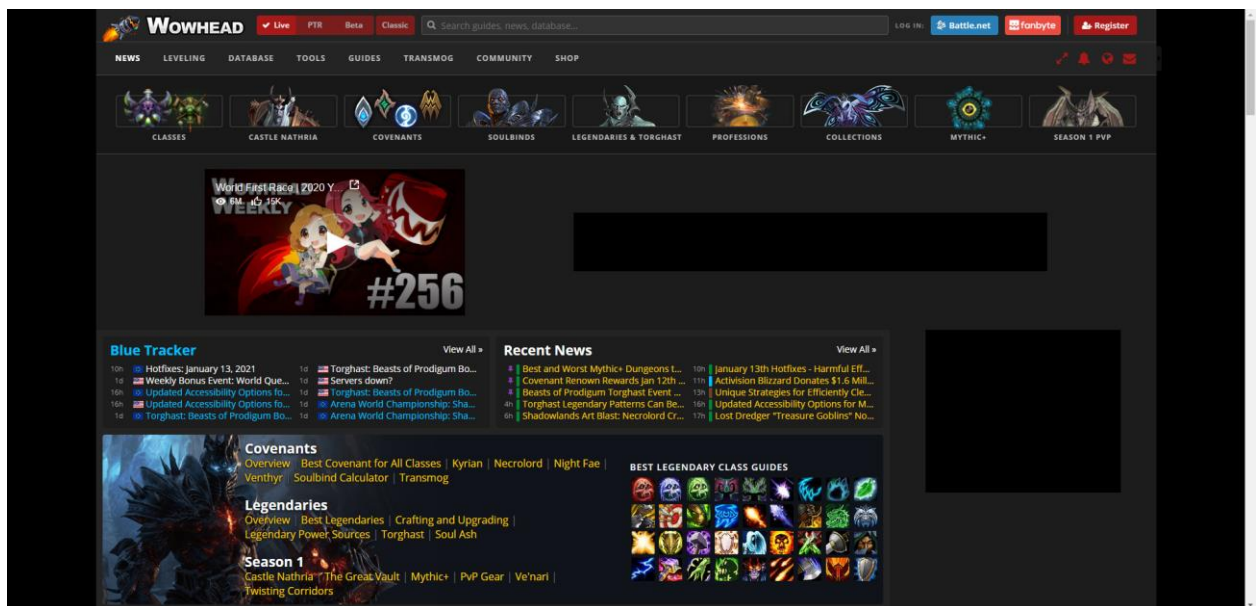 WOWHEAD
Live PTR Beta Classic
Search guides, news, database...
LOG IN: Battle.net fanbyte Register
NEWS LEVELING DATABASE TOOLS GUIDES TRANSMOG COMMUNITY SHOP
CLASSES CASTLE NATHRIA COVENANTS SOULBINDS LEGENDARIES & TORGHAST PROFESSIONS COLLECTIONS MYTHIC+ SEASON 1 PVP
World First Race | 2020 Y...
6M 15K
WOWHEAD
WEEKLY
#256
Blue Tracker View All »
10h Hotfixes: January 13, 2021
1d Weekly Bonus Event: World Que...
16h Updated Accessibility Options fo...
16h Updated Accessibility Options fo...
1d Torghast: Beasts of Prodigum Bo...
1d Torghast: Beasts of Prodigum Bo...
1d Servers down?
1d Torghast: Beasts of Prodigum Bo...
1d Arena World Championship: Sha...
1d Arena World Championship: Sha...
Recent News View All »
Best and Worst Mythic+ Dungeons t...
Covenant Renown Rewards Jan 12th ...
Beasts of Prodigum Torghast Event ...
4h Torghast Legendary Patterns Can Be...
6h Shadowlands Art Blast: Necrolord Cr...
10h January 13th Hotfixes - Harmful Eff...
11h Activision Blizzard Donates $1.6 Mill...
13h Unique Strategies for Efficiently Cle...
16h Updated Accessibility Options for M...
17h Lost Dredger "Treasure Goblins" No...
Covenants
Overview | Best Covenant for All Classes | Kyrian | Necrolord | Night Fae |
Venthyr | Soulbind Calculator | Transmog
Legendaries
Overview | Best Legendaries | Crafting and Upgrading |
Legendary Power Sources | Torghast | Soul Ash
Season 1
Castle Nathria | The Great Vault | Mythic+ | PvP Gear | Ve'nari |
Twisting Corridors
BEST LEGENDARY CLASS GUIDES